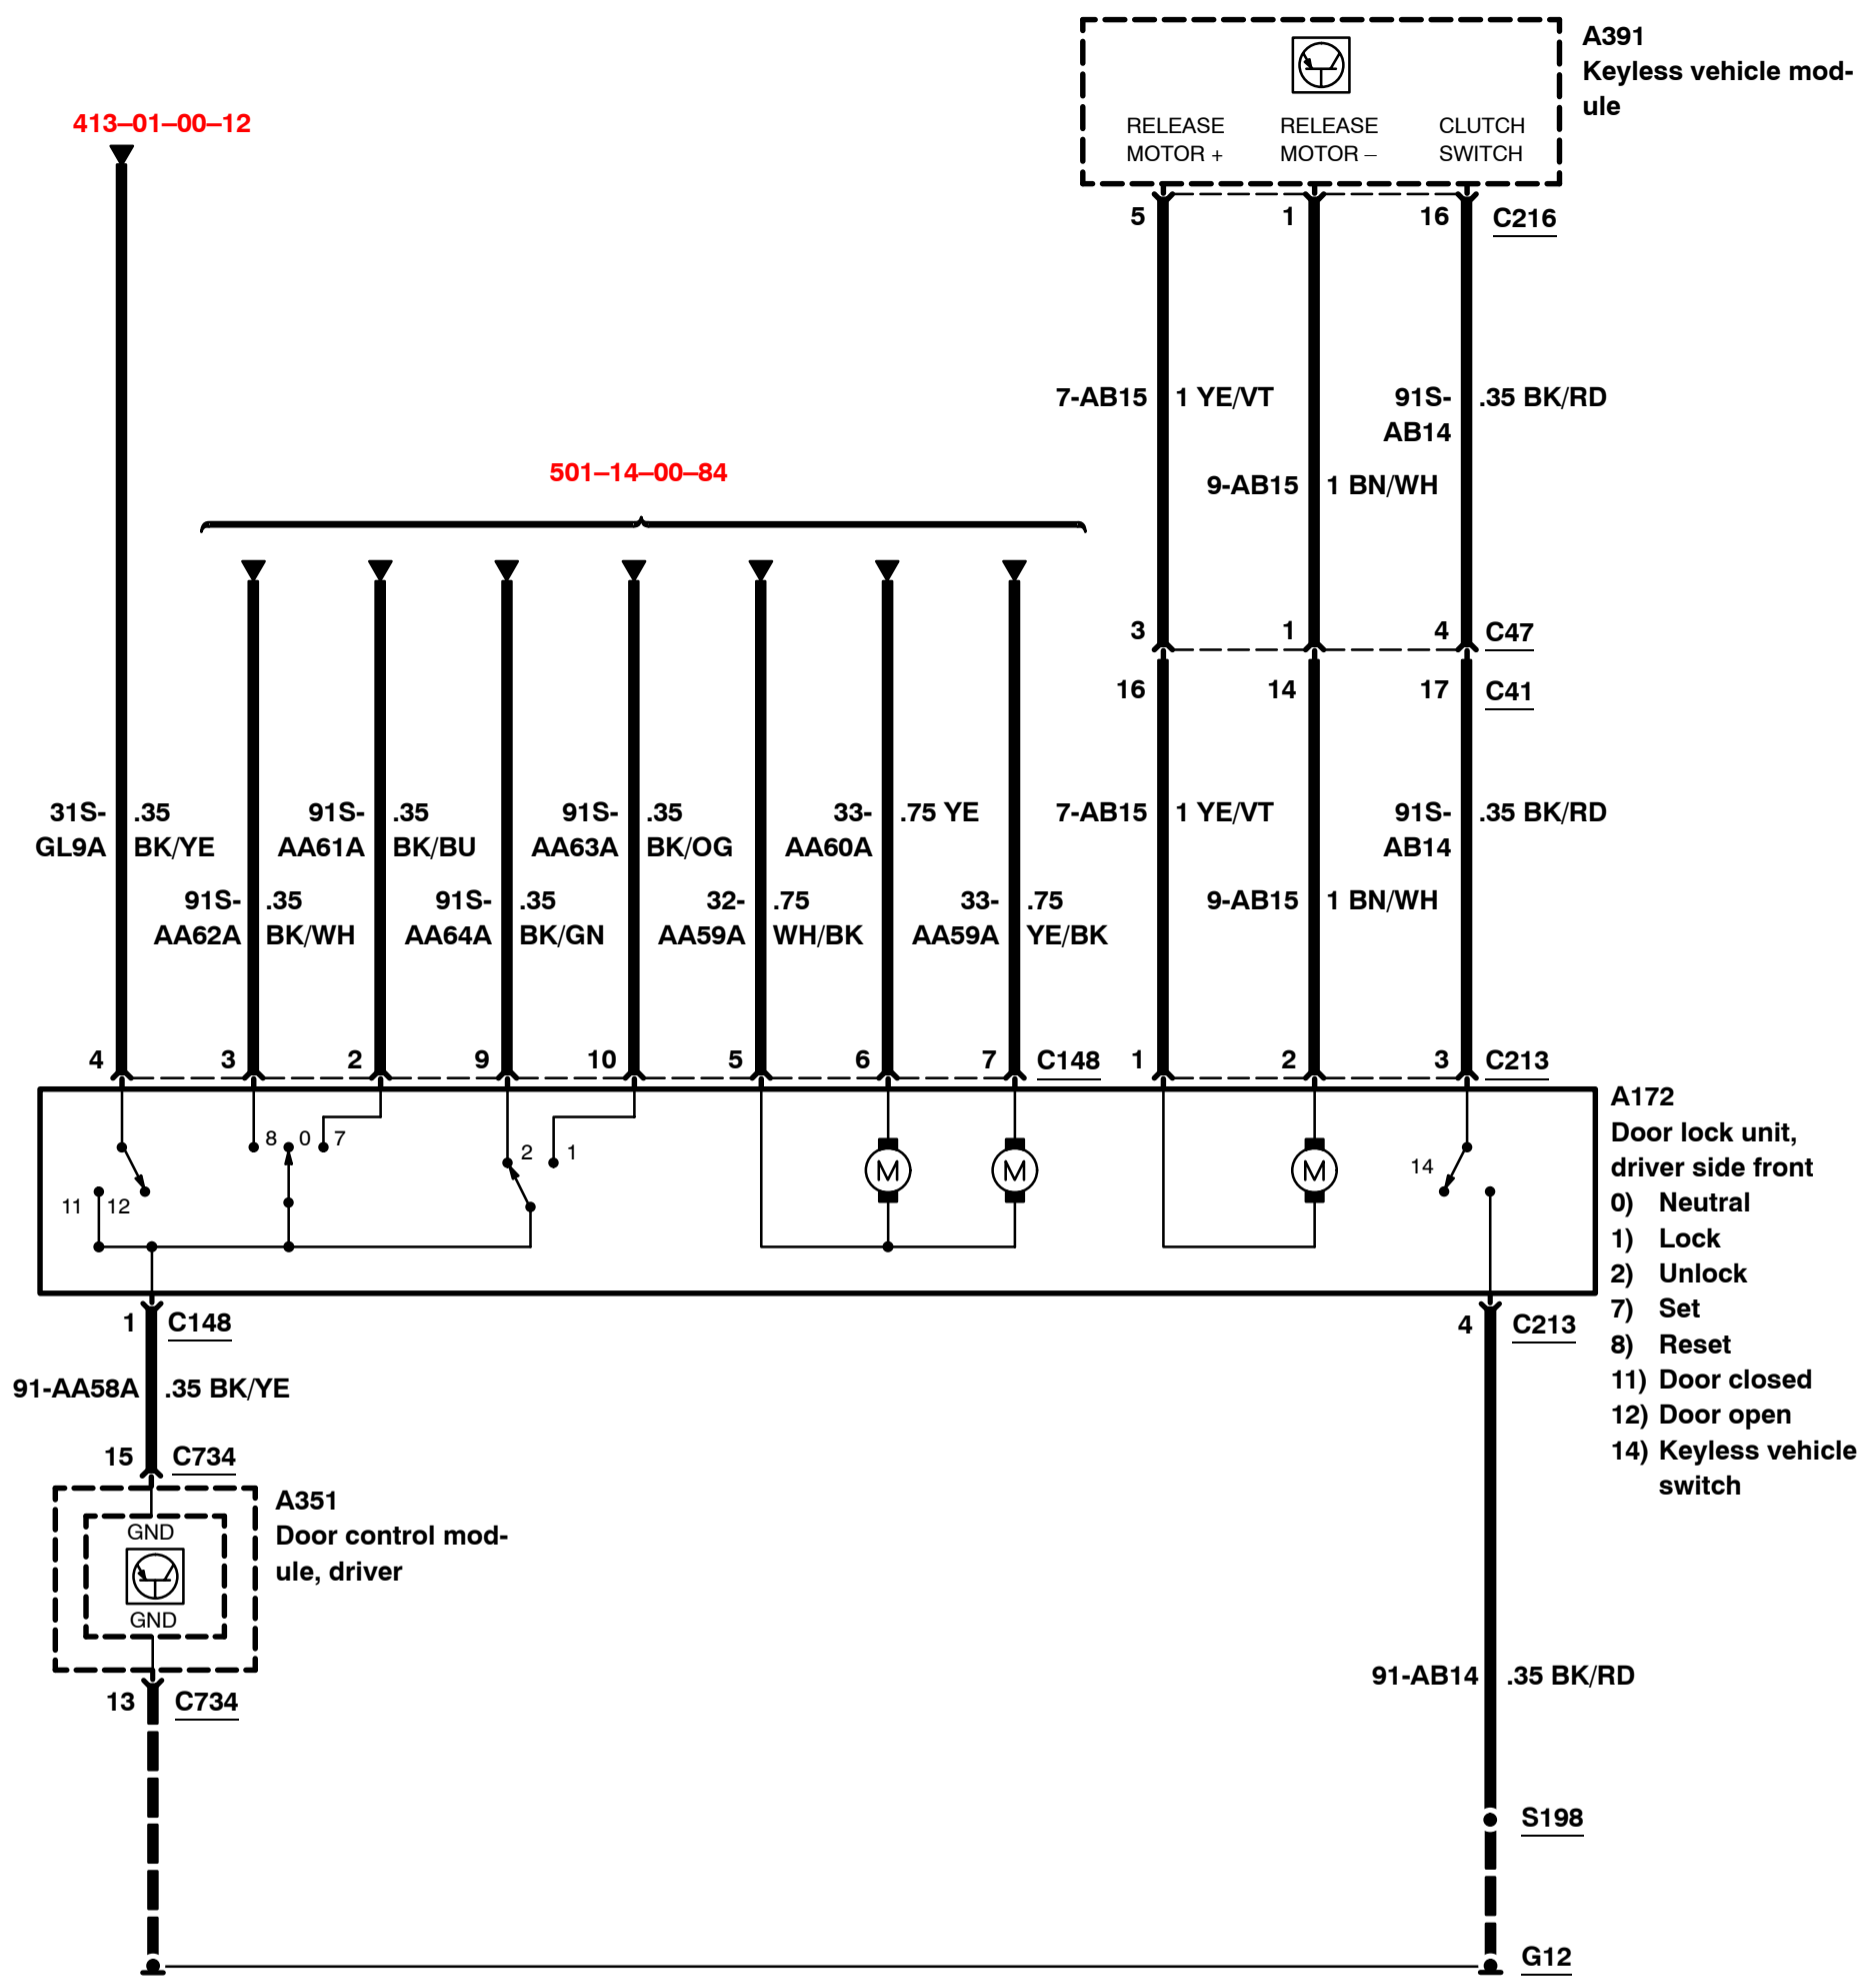 A391
Keyless vehicle mod-
ule
RELEASE MOTOR +
RELEASE MOTOR –
CLUTCH SWITCH
413–01–00–12
5 1 16 C216
7-AB15 1 YE/VT
91S-AB14 .35 BK/RD
9-AB15 1 BN/WH
501–14–00–84
3 1 4 C47
16 14 17 C41
31S-GL9A .35 BK/YE
91S-AA61A .35 BK/BU
91S-AA63A .35 BK/OG
33-AA60A .75 YE
7-AB15 1 YE/VT
91S-AB14 .35 BK/RD
91S-AA62A .35 BK/WH
91S-AA64A .35 BK/GN
32-AA59A .75 WH/BK
33-AA59A .75 YE/BK
9-AB15 1 BN/WH
4 3 2 9 10 5 6 7 C148 1 2 3 C213
8 0 7 2 1
M M M
14
11 12
A172
Door lock unit,
driver side front
0) Neutral
1) Lock
2) Unlock
7) Set
8) Reset
11) Door closed
12) Door open
14) Keyless vehicle
switch
1 C148
4 C213
91-AA58A .35 BK/YE
15 C734
A351
Door control mod-
ule, driver
GND
GND
13 C734
91-AB14 .35 BK/RD
S198
G12